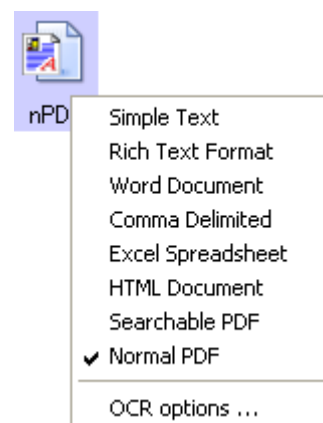 nPD
Simple Text
Rich Text Format
Word Document
Comma Delimited
Excel Spreadsheet
HTML Document
Searchable PDF
Normal PDF
OCR options ...